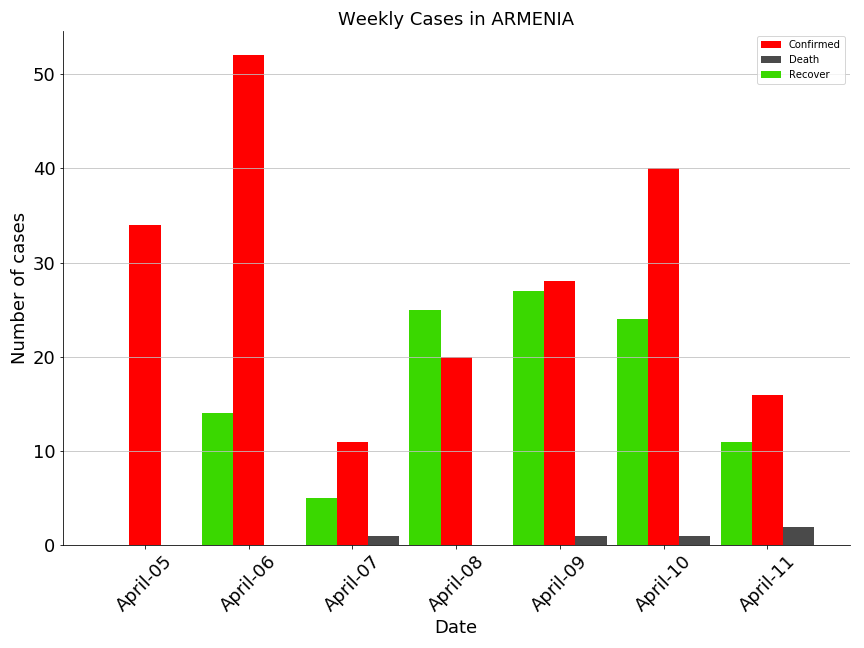 Weekly Cases in ARMENIA
Confirmed
Death
Recover
Number of cases
50
40
30
20
10
0
April-05
April-06
April-07
April-08
April-09
April-10
April-11
Date